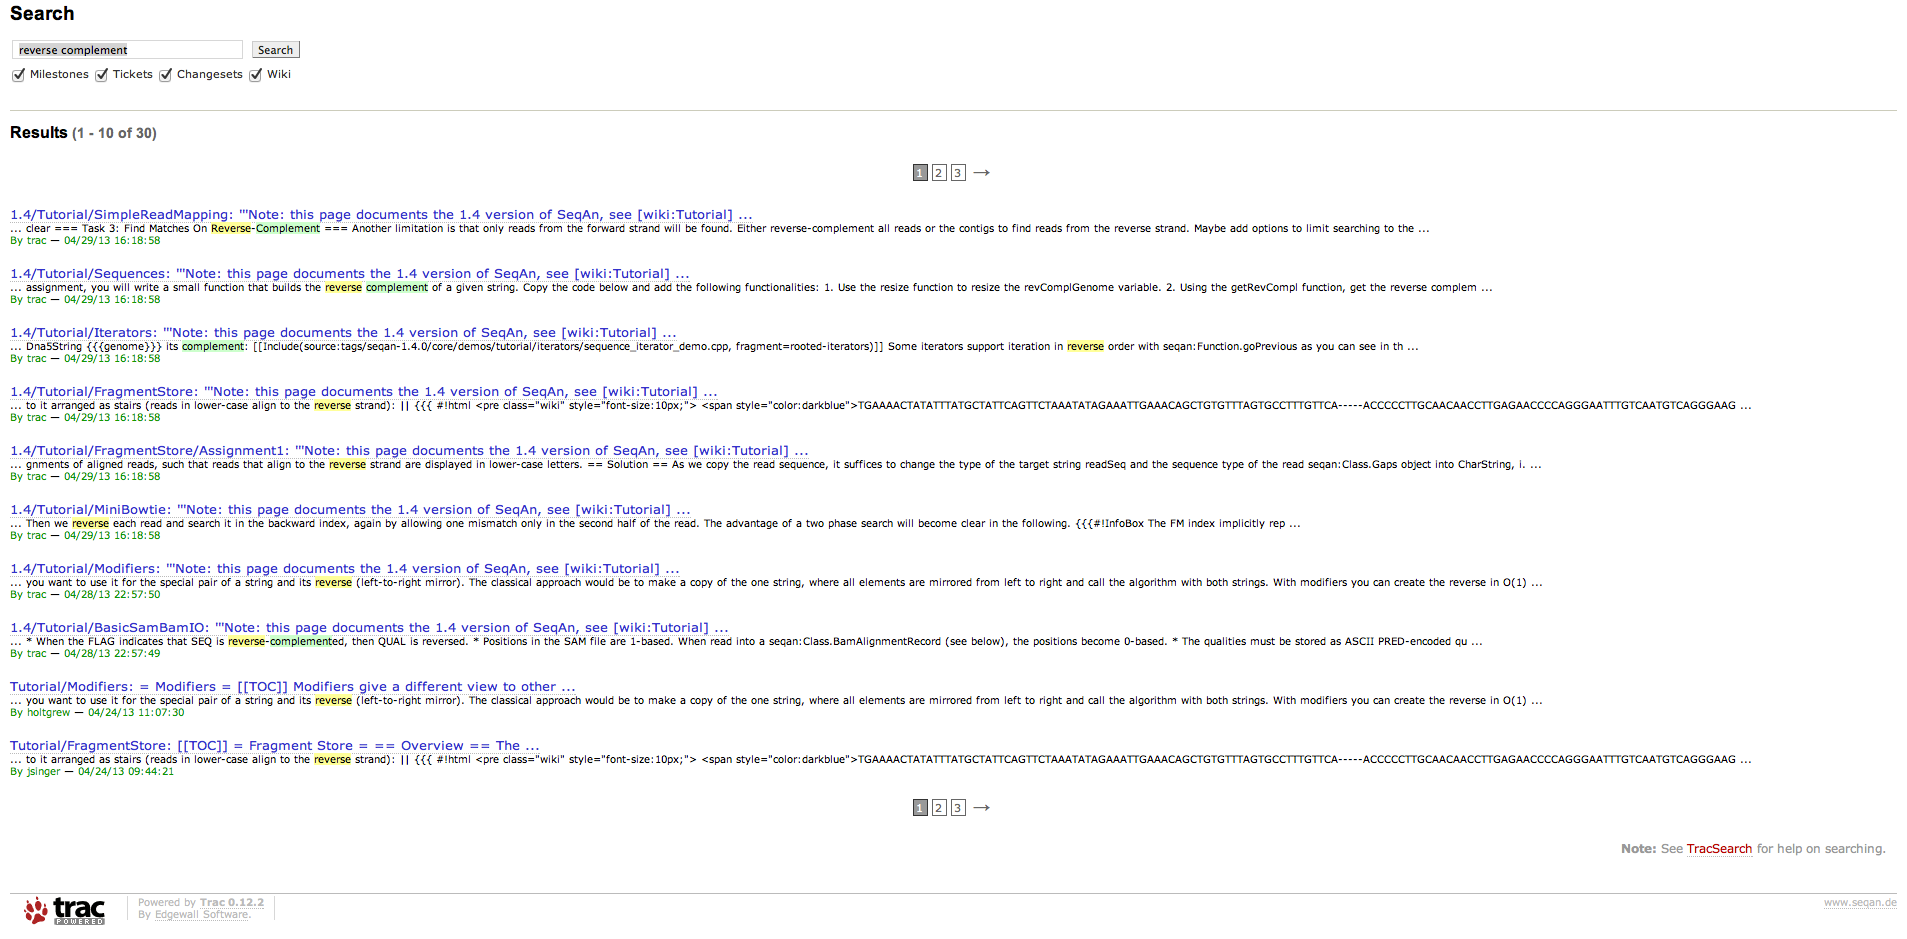 Search
reverse complement Search
Milestones Tickets Changesets Wiki
Results (1 - 10 of 30)
1 2 3 →
1.4/Tutorial/SimpleReadMapping: '''Note: this page documents the 1.4 version of SeqAn, see [wiki:Tutorial] ...
... clear === Task 3: Find Matches On Reverse-Complement === Another limitation is that only reads from the forward strand will be found. Either reverse-complement all reads or the contigs to find reads from the reverse strand. Maybe add options to limit searching to the ...
By trac — 04/29/13 16:18:58
1.4/Tutorial/Sequences: '''Note: this page documents the 1.4 version of SeqAn, see [wiki:Tutorial] ...
... assignment, you will write a small function that builds the reverse complement of a given string. Copy the code below and add the following functionalities: 1. Use the resize function to resize the revComplGenome variable. 2. Using the getRevCompl function, get the reverse complem ...
By trac — 04/29/13 16:18:58
1.4/Tutorial/Iterators: '''Note: this page documents the 1.4 version of SeqAn, see [wiki:Tutorial] ...
... Dna5String {{{genome}}} its complement: [[Include(source:tags/seqan-1.4.0/core/demos/tutorial/iterators/sequence_iterator_demo.cpp, fragment=rooted-iterators)]] Some iterators support iteration in reverse order with seqan:Function.goPrevious as you can see in th ...
By trac — 04/29/13 16:18:58
1.4/Tutorial/FragmentStore: '''Note: this page documents the 1.4 version of SeqAn, see [wiki:Tutorial] ...
... to it arranged as stairs (reads in lower-case align to the reverse strand): || {{{ #!html <pre class="wiki" style="font-size:10px;"> <span style="color:darkblue">TGAAAACTATATTTATGCTATTCAGTTCTAAATATAGAAATTGAAACAGCTGTGTTTAGTGCCTTTGTTCA-----ACCCCCTTGCAACAACCTTGAGAACCCCAGGGAATTTGTCAATGTCAGGGAAG ...
By trac — 04/29/13 16:18:58
1.4/Tutorial/FragmentStore/Assignment1: '''Note: this page documents the 1.4 version of SeqAn, see [wiki:Tutorial] ...
... gnments of aligned reads, such that reads that align to the reverse strand are displayed in lower-case letters. == Solution == As we copy the read sequence, it suffices to change the type of the target string readSeq and the sequence type of the read seqan:Class.Gaps object into CharString, i. ...
By trac — 04/29/13 16:18:58
1.4/Tutorial/MiniBowtie: '''Note: this page documents the 1.4 version of SeqAn, see [wiki:Tutorial] ...
... Then we reverse each read and search it in the backward index, again by allowing one mismatch only in the second half of the read. The advantage of a two phase search will become clear in the following. {{{#!InfoBox The FM index implicitly rep ...
By trac — 04/29/13 16:18:58
1.4/Tutorial/Modifiers: '''Note: this page documents the 1.4 version of SeqAn, see [wiki:Tutorial] ...
... you want to use it for the special pair of a string and its reverse (left-to-right mirror). The classical approach would be to make a copy of the one string, where all elements are mirrored from left to right and call the algorithm with both strings. With modifiers you can create the reverse in O(1) ...
By trac — 04/28/13 22:57:50
1.4/Tutorial/BasicSamBamIO: '''Note: this page documents the 1.4 version of SeqAn, see [wiki:Tutorial] ...
... * When the FLAG indicates that SEQ is reverse-complemented, then QUAL is reversed. * Positions in the SAM file are 1-based. When read into a seqan:Class.BamAlignmentRecord (see below), the positions become 0-based. * The qualities must be stored as ASCII PRED-encoded qu ...
By trac — 04/28/13 22:57:49
Tutorial/Modifiers: = Modifiers = [[TOC]] Modifiers give a different view to other ...
... you want to use it for the special pair of a string and its reverse (left-to-right mirror). The classical approach would be to make a copy of the one string, where all elements are mirrored from left to right and call the algorithm with both strings. With modifiers you can create the reverse in O(1) ...
By holtgrew — 04/24/13 11:07:30
Tutorial/FragmentStore: [[TOC]] = Fragment Store = == Overview == The ...
... to it arranged as stairs (reads in lower-case align to the reverse strand): || {{{ #!html <pre class="wiki" style="font-size:10px;"> <span style="color:darkblue">TGAAAACTATATTTATGCTATTCAGTTCTAAATATAGAAATTGAAACAGCTGTGTTTAGTGCCTTTGTTCA-----ACCCCCTTGCAACAACCTTGAGAACCCCAGGGAATTTGTCAATGTCAGGGAAG ...
By jsinger — 04/24/13 09:44:21
1 2 3 →
Note: See TracSearch for help on searching.
trac POWERED
Powered by Trac 0.12.2
By Edgewall Software.
www.seqan.de